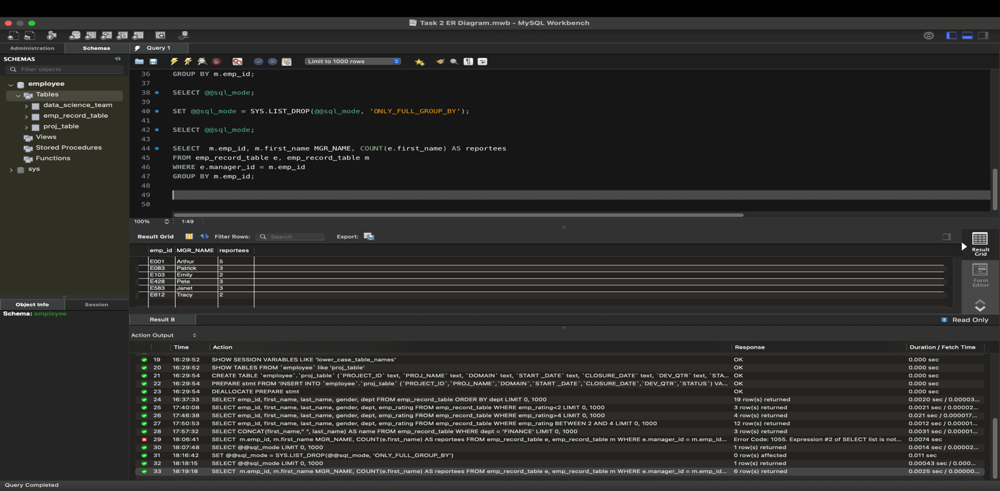 Task 2 ER Diagram.mwb - MySQL Workbench
Administration Schemas Query 1
SCHEMAS
Filter objects
employee
Tables
data_science_team
emp_record_table
proj_table
Views
Stored Procedures
Functions
sys
Object Info Session
Schema: employee
Limit to 1000 rows
36 GROUP BY m.emp_id;
37
38 SELECT @@sql_mode;
39
40 SET @@sql_mode = SYS.LIST_DROP(@@sql_mode, 'ONLY_FULL_GROUP_BY');
41
42 SELECT @@sql_mode;
43
44 SELECT  m.emp_id, m.first_name MGR_NAME, COUNT(e.first_name) AS reportees
45 FROM emp_record_table e, emp_record_table m
46 WHERE e.manager_id = m.emp_id
47 GROUP BY m.emp_id;
48
49
50
100% 1:49
Result Grid Filter Rows: Search Export:
emp_id MGR_NAME reportees
E001 Arthur 5
E083 Patrick 3
E103 Emily 2
E428 Pete 3
E583 Janet 3
E612 Tracy 2
Result Grid
Form Editor
Result 8 Read Only
Action Output
Time Action Response Duration / Fetch Time
19 16:29:52 SHOW SESSION VARIABLES LIKE 'lower_case_table_names' OK 0.000 sec
20 16:29:52 SHOW TABLES FROM `employee` like 'proj_table' OK 0.000 sec
21 16:29:54 CREATE TABLE `employee`.`proj_table` (`PROJECT_ID` text, `PROJ_NAME` text, `DOMAIN` text, `START _DATE` text, `CLOSURE_DATE` text, `DEV_QTR` text, `STA... OK 0.000 sec
22 16:29:54 PREPARE stmt FROM 'INSERT INTO `employee`.`proj_table` (`PROJECT_ID`,`PROJ_NAME`,`DOMAIN`,`START _DATE`,`CLOSURE_DATE`,`DEV_QTR`,`STATUS`) VA... OK 0.000 sec
23 16:29:54 DEALLOCATE PREPARE stmt OK 0.000 sec
24 16:37:33 SELECT emp_id, first_name, last_name, gender, dept FROM emp_record_table ORDER BY dept LIMIT 0, 1000 19 row(s) returned 0.0020 sec / 0.00003...
25 17:40:08 SELECT emp_id, first_name, last_name, gender, dept, emp_rating FROM emp_record_table WHERE emp_rating<2 LIMIT 0, 1000 3 row(s) returned 0.0021 sec / 0.00002...
26 17:46:38 SELECT emp_id, first_name, last_name, gender, dept, emp_rating FROM emp_record_table WHERE emp_rating>4 LIMIT 0, 1000 4 row(s) returned 0.021 sec / 0.000017...
27 17:50:53 SELECT emp_id, first_name, last_name, gender, dept, emp_rating FROM emp_record_table WHERE emp_rating BETWEEN 2 AND 4 LIMIT 0, 1000 12 row(s) returned 0.0012 sec / 0.00001...
28 17:57:32 SELECT CONCAT(first_name," ", last_name) AS name FROM emp_record_table WHERE dept = 'FINANCE' LIMIT 0, 1000 3 row(s) returned 0.0031 sec / 0.00001...
29 18:06:41 SELECT  m.emp_id, m.first_name MGR_NAME, COUNT(e.first_name) AS reportees FROM emp_record_table e, emp_record_table m WHERE e.manager_id = m.emp_id... Error Code: 1055. Expression #2 of SELECT list is not... 0.0074 sec
30 18:07:48 SELECT @@sql_mode LIMIT 0, 1000 1 row(s) returned 0.0014 sec / 0.00002...
31 18:16:42 SET @@sql_mode = SYS.LIST_DROP(@@sql_mode, 'ONLY_FULL_GROUP_BY') 0 row(s) affected 0.011 sec
32 18:18:15 SELECT @@sql_mode LIMIT 0, 1000 1 row(s) returned 0.00043 sec / 0.000...
33 18:19:18 SELECT  m.emp_id, m.first_name MGR_NAME, COUNT(e.first_name) AS reportees FROM emp_record_table e, emp_record_table m WHERE e.manager_id = m.emp_id... 6 row(s) returned 0.0025 sec / 0.00000...
Query Completed